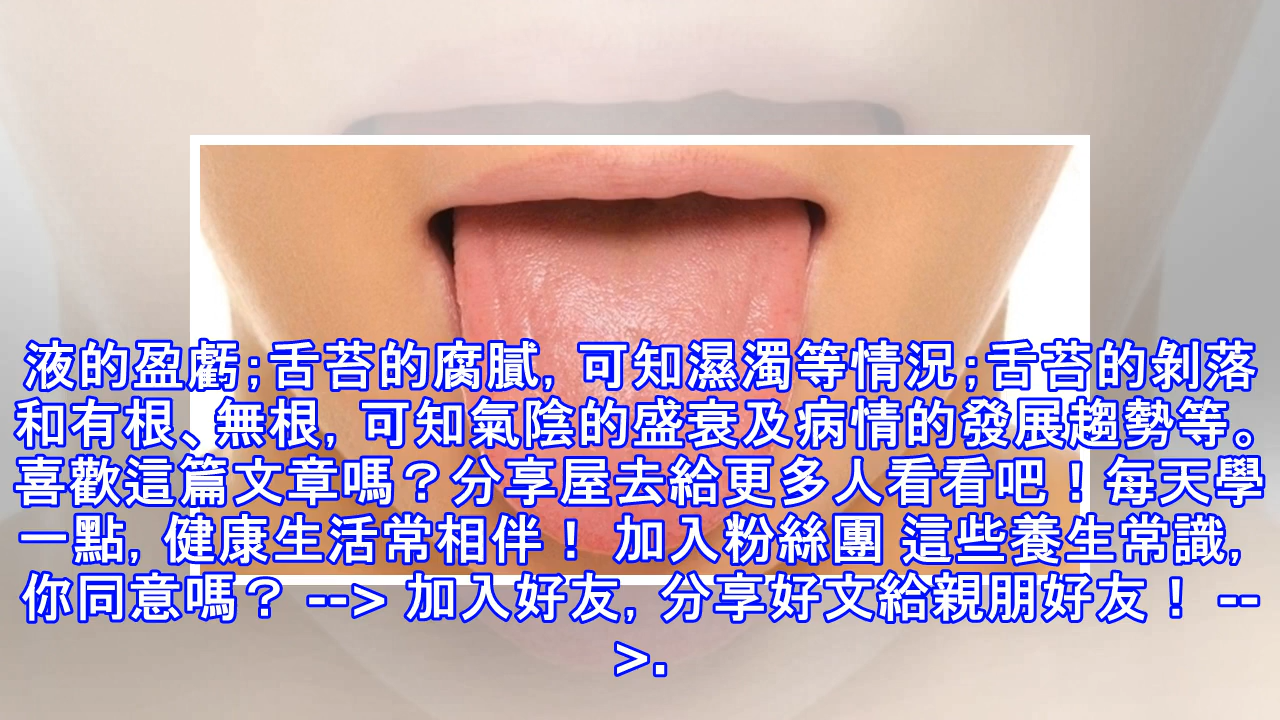 液的盈虧;舌苔的腐膩, 可知濕濁等情況;舌苔的剝落
和有根、無根, 可知氣陰的盛衰及病情的發展趨勢等。
喜歡這篇文章嗎？分享屋去給更多人看看吧！每天學
一點, 健康生活常相伴！ 加入粉絲團 這些養生常識,
你同意嗎？ --> 加入好友, 分享好文給親朋好友！ --
>.